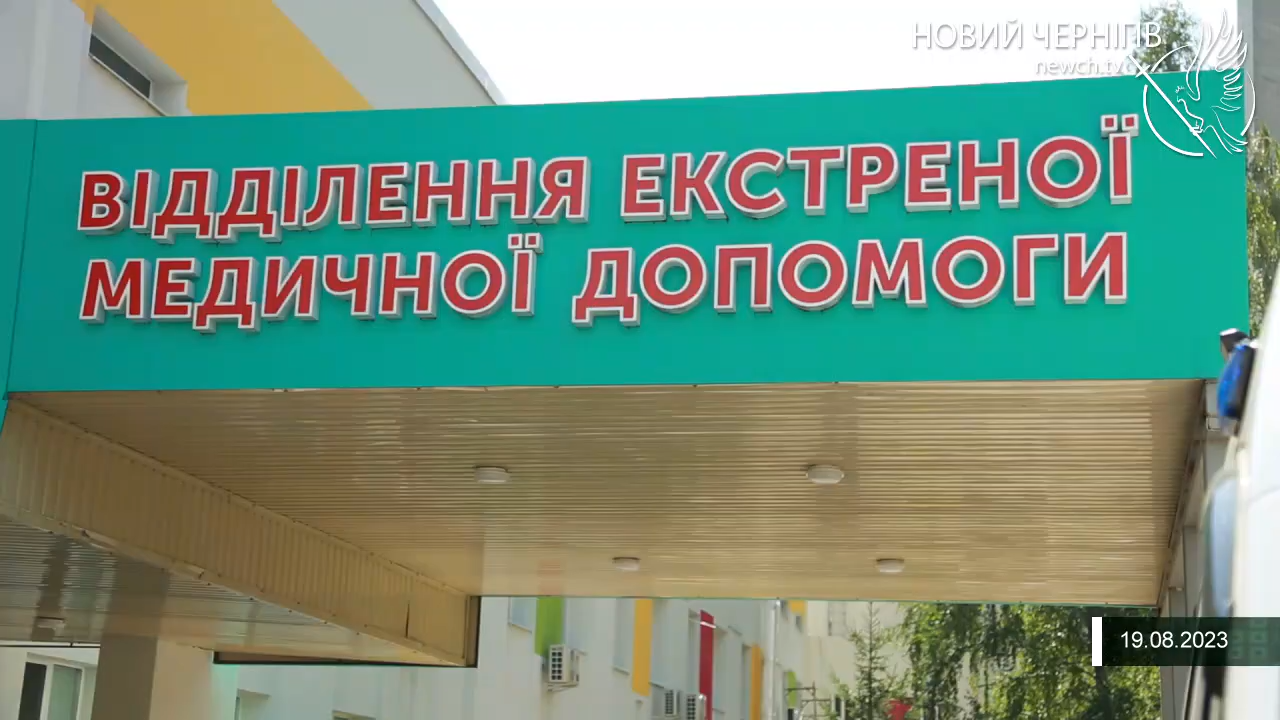 НОВИЙ ЧЕРНІГІВ
newch.tv
ВІДДІЛЕННЯ ЕКСТРЕНОЇ
МЕДИЧНОЇ ДОПОМОГИ
19.08.2023